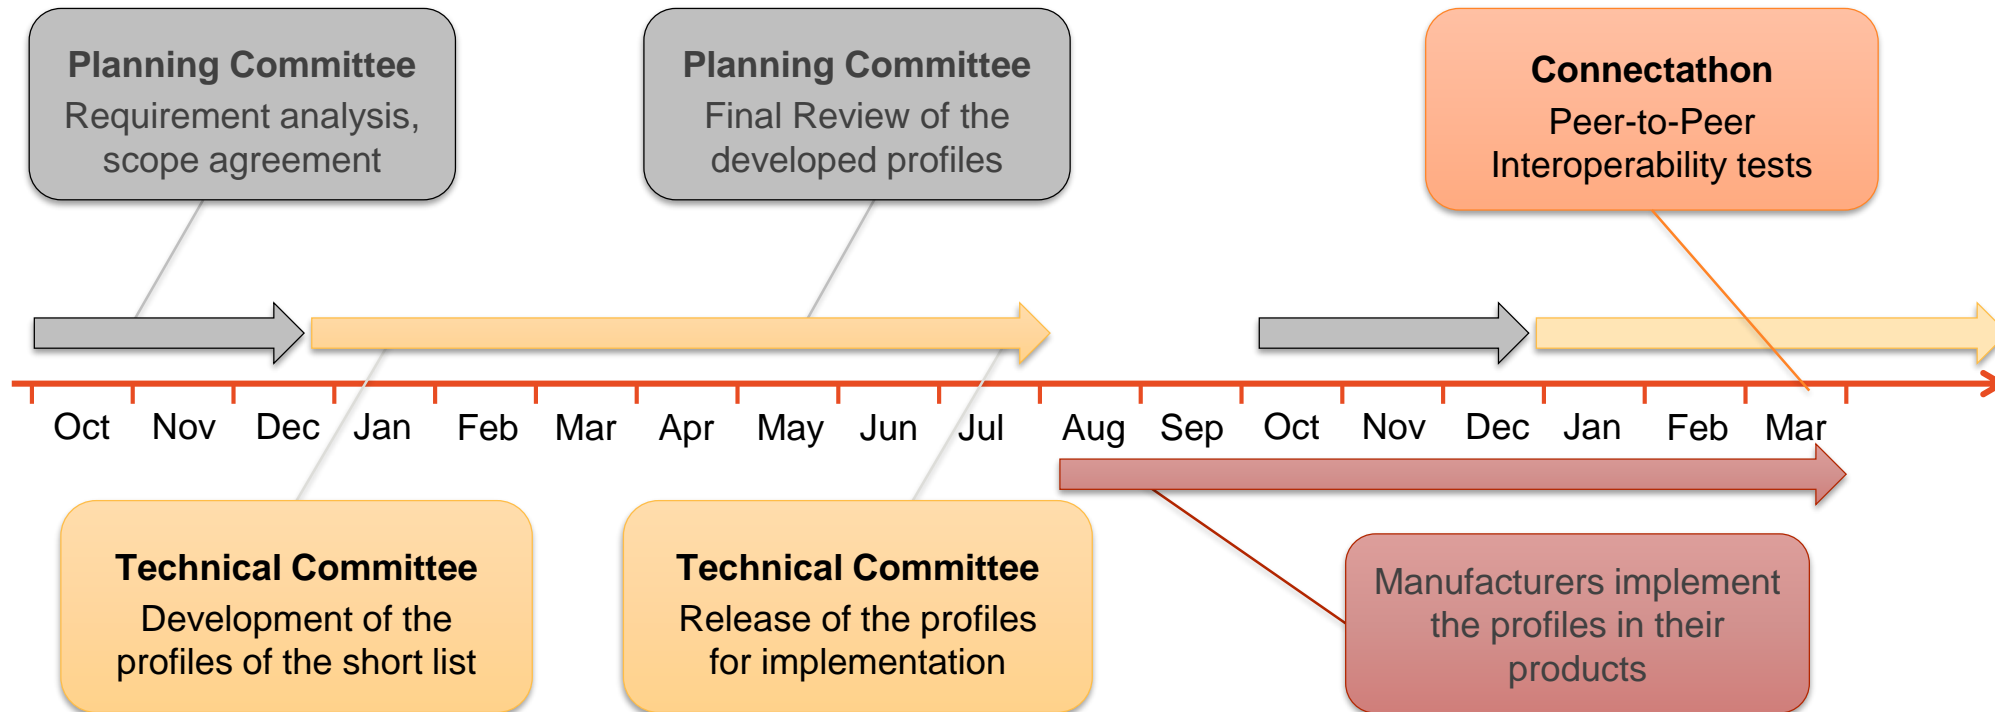 Planning Committee
Requirement analysis,
scope agreement
Planning Committee
Final Review of the
developed profiles
Connectathon
Peer-to-Peer
Interoperability tests
Oct Nov Dec Jan Feb Mar Apr May Jun Jul Aug Sep Oct Nov Dec Jan Feb Mar
Technical Committee
Development of the
profiles of the short list
Technical Committee
Release of the profiles
for implementation
Manufacturers implement
the profiles in their
products